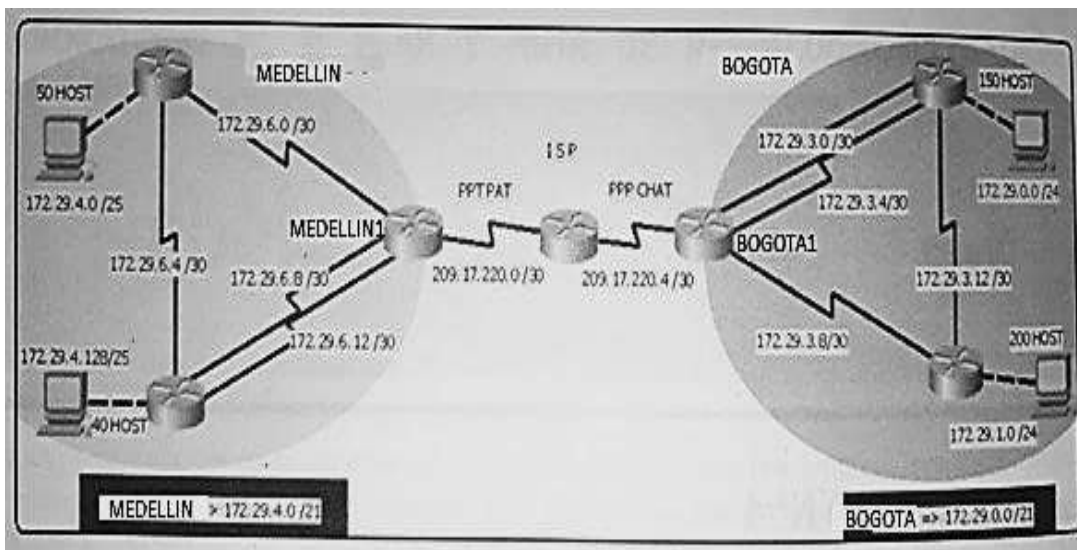 MEDELLIN
BOGOTA
50 HOST
150 HOST
172.29.6.0 /30
172.29.3.0 /30
I S P
172.29.4.0 /25
PPT PAT
PPP CHAT
172.29.0.0 /24
172.29.3.4/30
MEDELLIN1
BOGOTA1
172.29.6.4 /30
172.29.6.8 /30
209.17.220.0 /30
209.17.220.4 /30
172.29.3.12 /30
172.29.6.12 /30
172.29.3.8/30
200 HOST
172.29.4.128/25
40 HOST
172.29.1.0 /24
MEDELLIN > 172.29.4.0 /21
BOGOTA => 172.29.0.0 /21